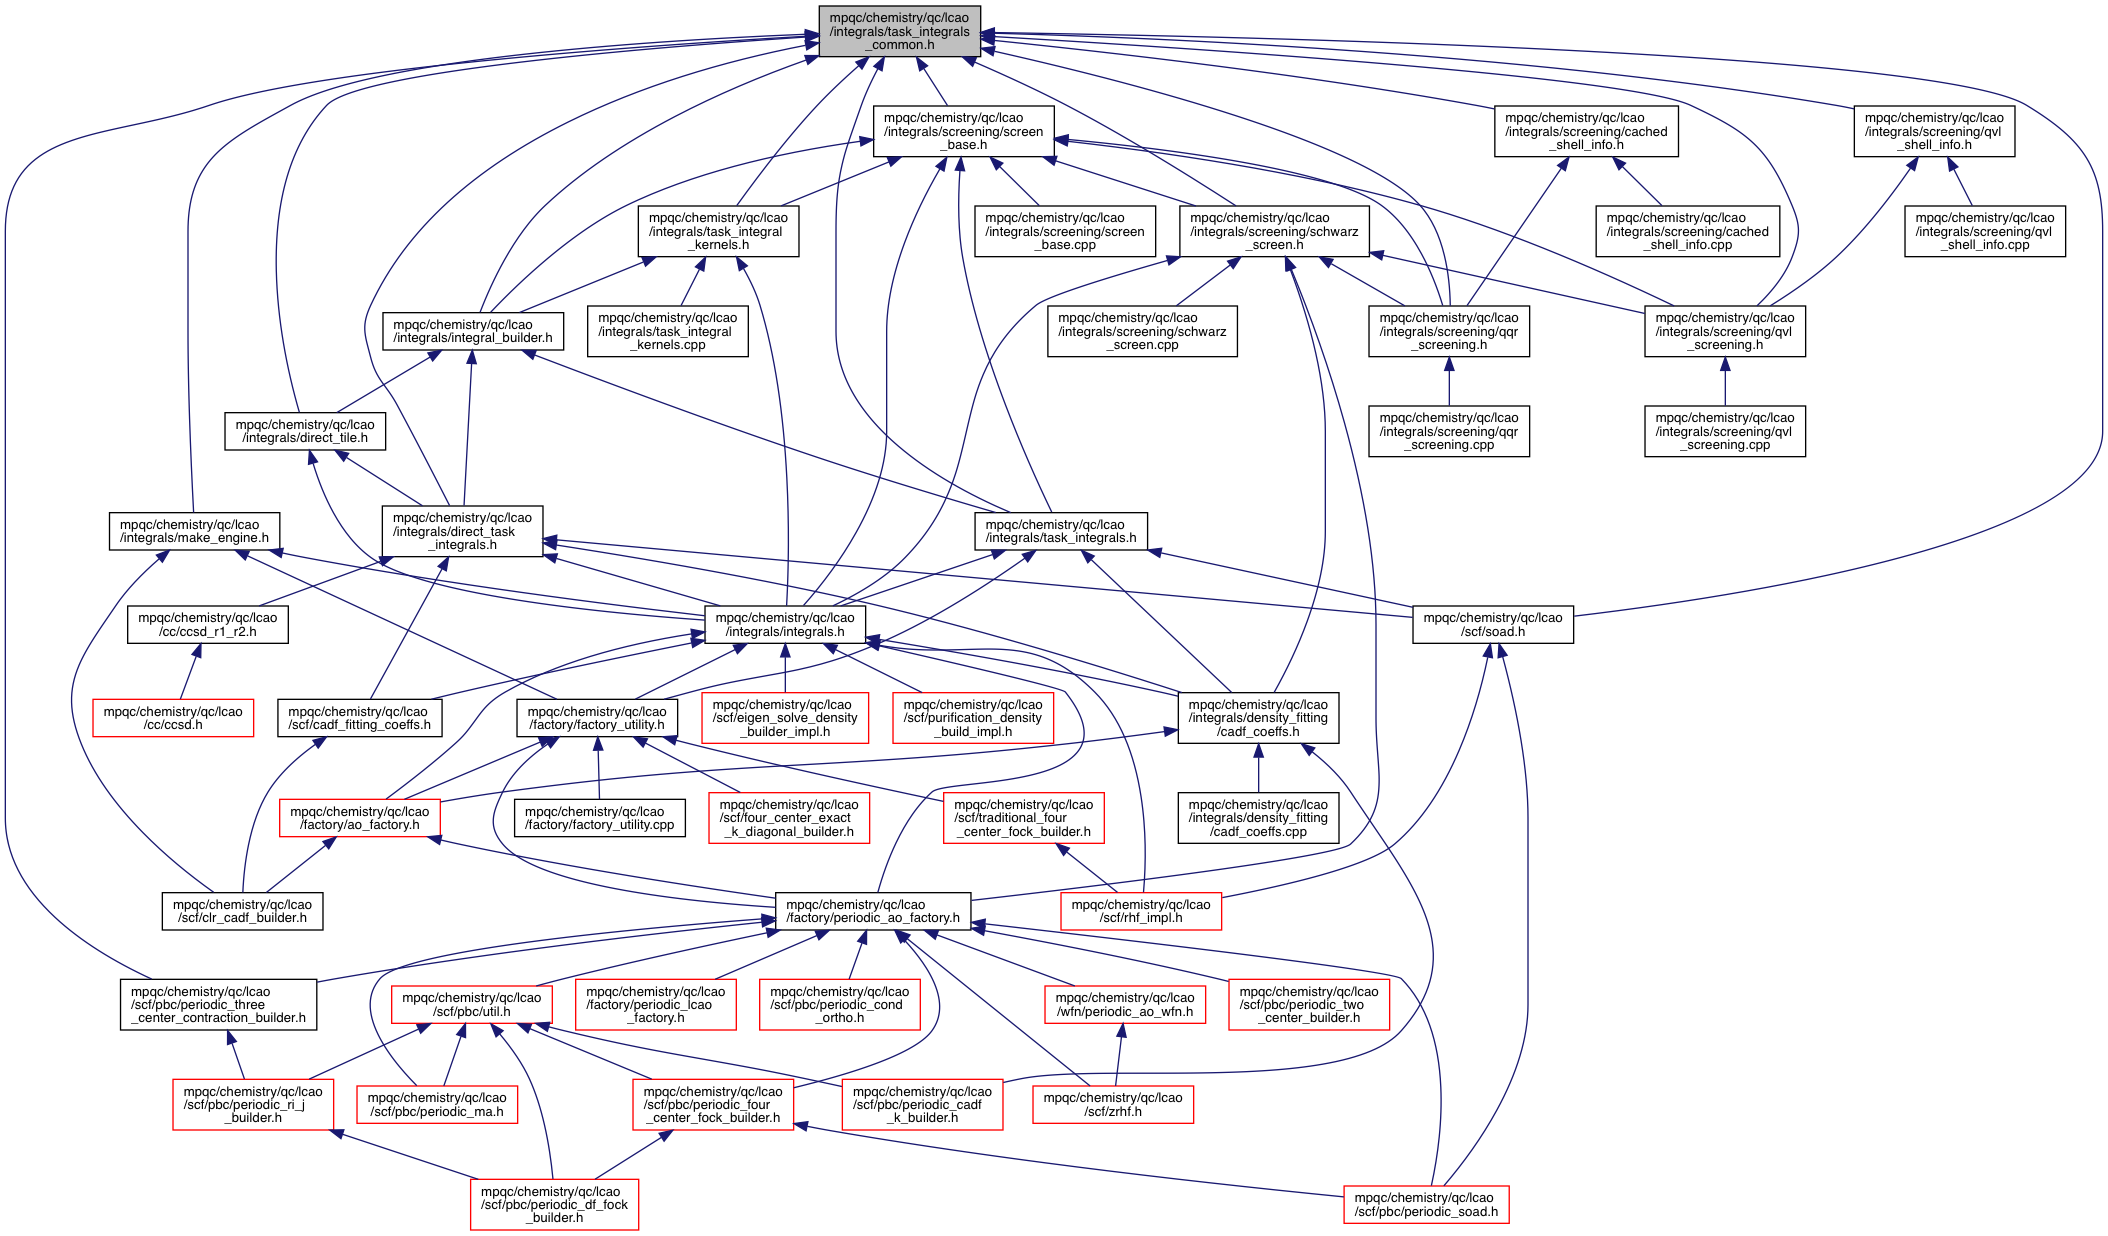 mpqc/chemistry/qc/lcao
/integrals/task_integrals
_common.h
mpqc/chemistry/qc/lcao
/integrals/screening/screen
_base.h
mpqc/chemistry/qc/lcao
/integrals/screening/cached
_shell_info.h
mpqc/chemistry/qc/lcao
/integrals/screening/qvl
_shell_info.h
mpqc/chemistry/qc/lcao
/integrals/task_integral
_kernels.h
mpqc/chemistry/qc/lcao
/integrals/screening/screen
_base.cpp
mpqc/chemistry/qc/lcao
/integrals/screening/schwarz
_screen.h
mpqc/chemistry/qc/lcao
/integrals/screening/cached
_shell_info.cpp
mpqc/chemistry/qc/lcao
/integrals/screening/qvl
_shell_info.cpp
mpqc/chemistry/qc/lcao
/integrals/integral_builder.h
mpqc/chemistry/qc/lcao
/integrals/task_integral
_kernels.cpp
mpqc/chemistry/qc/lcao
/integrals/screening/schwarz
_screen.cpp
mpqc/chemistry/qc/lcao
/integrals/screening/qqr
_screening.h
mpqc/chemistry/qc/lcao
/integrals/screening/qvl
_screening.h
mpqc/chemistry/qc/lcao
/integrals/direct_tile.h
mpqc/chemistry/qc/lcao
/integrals/screening/qqr
_screening.cpp
mpqc/chemistry/qc/lcao
/integrals/screening/qvl
_screening.cpp
mpqc/chemistry/qc/lcao
/integrals/make_engine.h
mpqc/chemistry/qc/lcao
/integrals/direct_task
_integrals.h
mpqc/chemistry/qc/lcao
/integrals/task_integrals.h
mpqc/chemistry/qc/lcao
/cc/ccsd_r1_r2.h
mpqc/chemistry/qc/lcao
/integrals/integrals.h
mpqc/chemistry/qc/lcao
/scf/soad.h
mpqc/chemistry/qc/lcao
/cc/ccsd.h
mpqc/chemistry/qc/lcao
/scf/cadf_fitting_coeffs.h
mpqc/chemistry/qc/lcao
/factory/factory_utility.h
mpqc/chemistry/qc/lcao
/scf/eigen_solve_density
_builder_impl.h
mpqc/chemistry/qc/lcao
/scf/purification_density
_build_impl.h
mpqc/chemistry/qc/lcao
/integrals/density_fitting
/cadf_coeffs.h
mpqc/chemistry/qc/lcao
/factory/ao_factory.h
mpqc/chemistry/qc/lcao
/factory/factory_utility.cpp
mpqc/chemistry/qc/lcao
/scf/four_center_exact
_k_diagonal_builder.h
mpqc/chemistry/qc/lcao
/scf/traditional_four
_center_fock_builder.h
mpqc/chemistry/qc/lcao
/integrals/density_fitting
/cadf_coeffs.cpp
mpqc/chemistry/qc/lcao
/scf/clr_cadf_builder.h
mpqc/chemistry/qc/lcao
/factory/periodic_ao_factory.h
mpqc/chemistry/qc/lcao
/scf/rhf_impl.h
mpqc/chemistry/qc/lcao
/scf/pbc/periodic_three
_center_contraction_builder.h
mpqc/chemistry/qc/lcao
/scf/pbc/util.h
mpqc/chemistry/qc/lcao
/factory/periodic_lcao
_factory.h
mpqc/chemistry/qc/lcao
/scf/pbc/periodic_cond
_ortho.h
mpqc/chemistry/qc/lcao
/wfn/periodic_ao_wfn.h
mpqc/chemistry/qc/lcao
/scf/pbc/periodic_two
_center_builder.h
mpqc/chemistry/qc/lcao
/scf/pbc/periodic_ri_j
_builder.h
mpqc/chemistry/qc/lcao
/scf/pbc/periodic_ma.h
mpqc/chemistry/qc/lcao
/scf/pbc/periodic_four
_center_fock_builder.h
mpqc/chemistry/qc/lcao
/scf/pbc/periodic_cadf
_k_builder.h
mpqc/chemistry/qc/lcao
/scf/zrhf.h
mpqc/chemistry/qc/lcao
/scf/pbc/periodic_df_fock
_builder.h
mpqc/chemistry/qc/lcao
/scf/pbc/periodic_soad.h